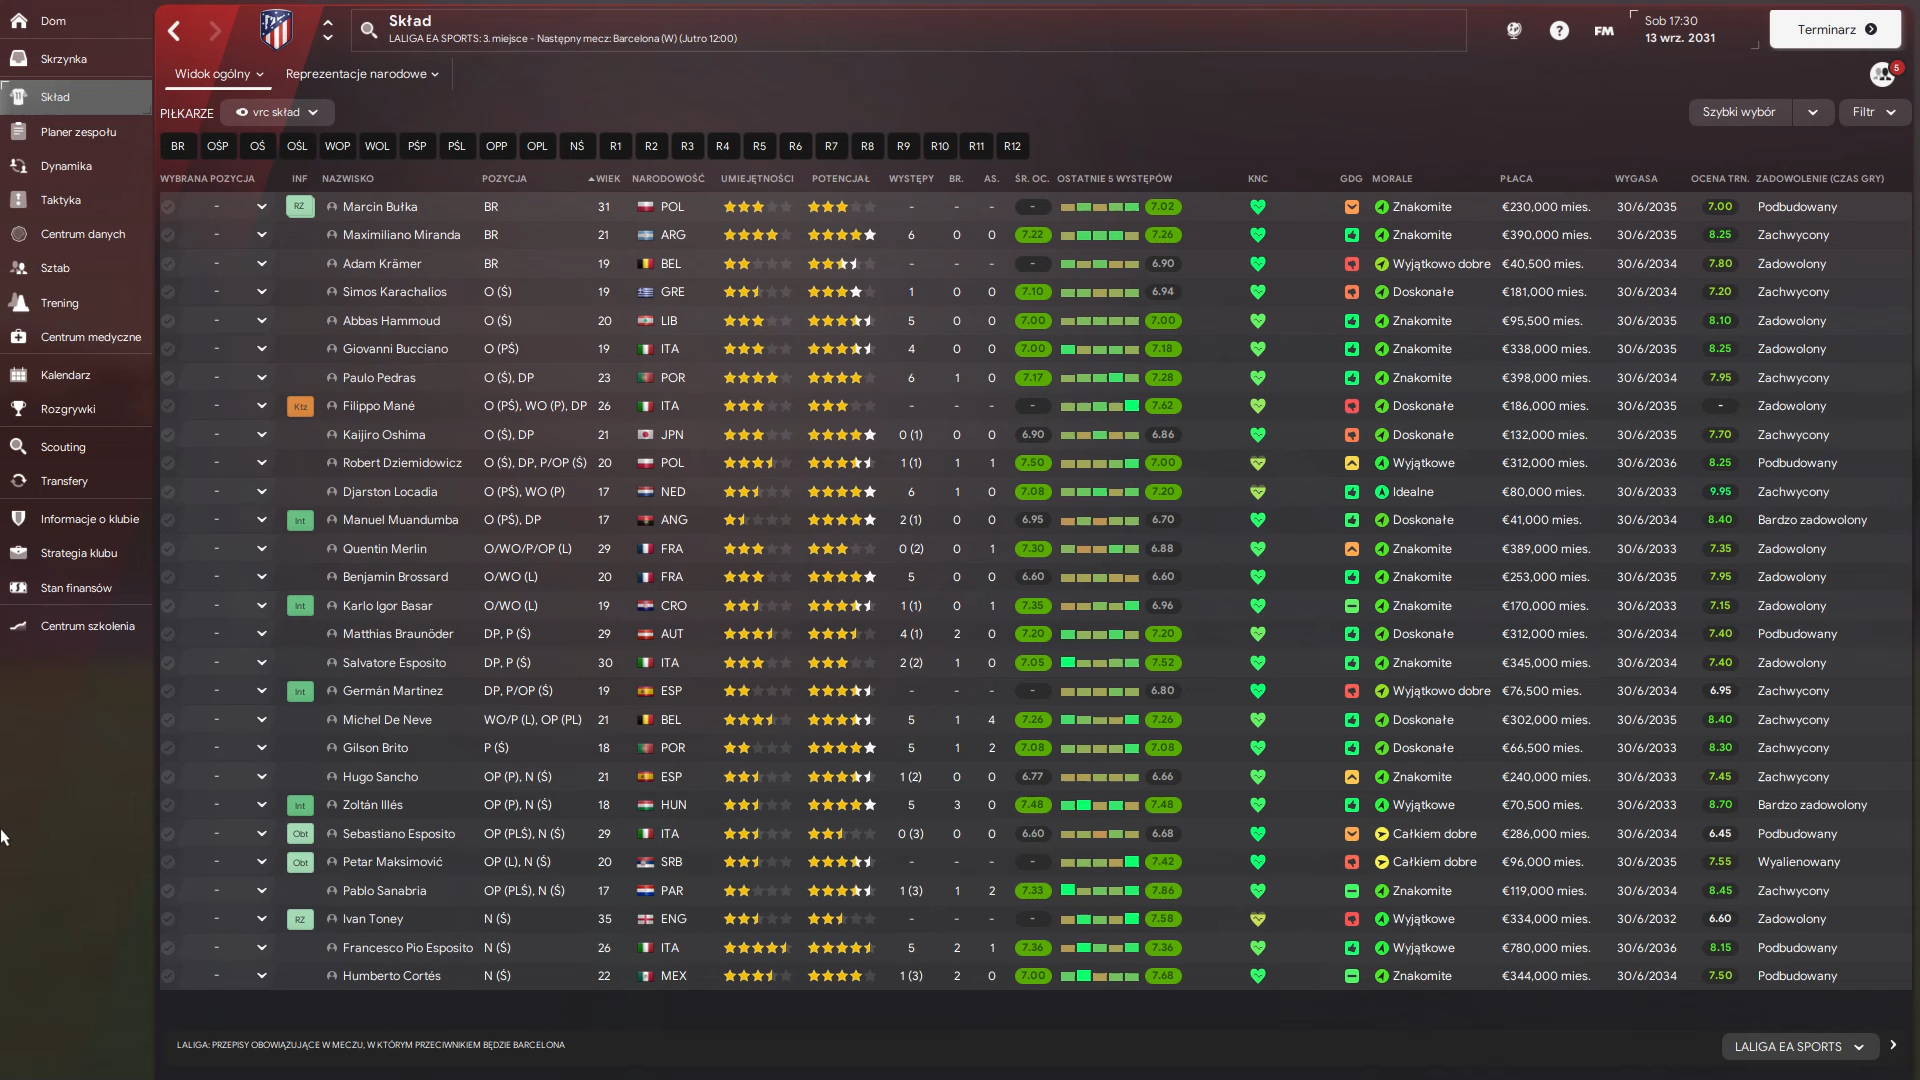 Dom
Skrzynka
Skład
Planer zespołu
Dynamika
Taktyka
Centrum danych
Sztab
Trening
Centrum medyczne
Kalendarz
Rozgrywki
Scouting
Transfery
Informacje o klubie
Strategia klubu
Stan finansów
Centrum szkolenia
Skład
LALIGA EA SPORTS: 3. miejsce - Następny mecz: Barcelona (W) (Jutro 12:00)
FM
Sob 17:30
13 wrz. 2031
Terminarz
Widok ogólny Reprezentacje narodowe
5
PIŁKARZE vrc skład Szybki wybór Filtr
BR OŚP OŚ OŚL WOP WOL PŚP PŚL OPP OPL NŚ R1 R2 R3 R4 R5 R6 R7 R8 R9 R10 R11 R12
WYBRANA POZYCJA INF NAZWISKO POZYCJA WIEK NARODOWOŚĆ UMIEJĘTNOŚCI POTENCJAŁ WYSTĘPY BR. AS. ŚR. OC. OSTATNIE 5 WYSTĘPÓW KNC GDG MORALE PŁACA WYGASA OCENA TRN. ZADOWOLENIE (CZAS GRY)
- RZ Marcin Bułka BR 31 POL - - - - 7.02 Znakomite €230,000 mies. 30/6/2035 7.00 Podbudowany
- Maximiliano Miranda BR 21 ARG 6 0 0 7.22 7.26 Znakomite €390,000 mies. 30/6/2035 8.25 Zachwycony
- Adam Krämer BR 19 BEL - - - - 6.90 Wyjątkowo dobre €40,500 mies. 30/6/2034 7.80 Zadowolony
- Simos Karachalios O (Ś) 19 GRE 1 0 0 7.10 6.94 Doskonałe €181,000 mies. 30/6/2034 7.20 Zachwycony
- Abbas Hammoud O (Ś) 20 LIB 5 0 0 7.00 7.00 Znakomite €95,500 mies. 30/6/2035 8.10 Zadowolony
- Giovanni Bucciano O (PŚ) 19 ITA 4 0 0 7.00 7.18 Znakomite €338,000 mies. 30/6/2035 8.25 Zadowolony
- Paulo Pedras O (Ś), DP 23 POR 6 1 0 7.17 7.28 Znakomite €398,000 mies. 30/6/2034 7.95 Zachwycony
- Ktz Filippo Mané O (PŚ), WO (P), DP 26 ITA - - - - 7.62 Doskonałe €186,000 mies. 30/6/2035 - Zadowolony
- Kaijiro Oshima O (Ś), DP 21 JPN 0 (1) 0 0 6.90 6.86 Doskonałe €132,000 mies. 30/6/2035 7.70 Zachwycony
- Robert Dziemidowicz O (Ś), DP, P/OP (Ś) 20 POL 1 (1) 1 1 7.50 7.00 Wyjątkowe €312,000 mies. 30/6/2036 8.25 Podbudowany
- Djarston Locadia O (PŚ), WO (P) 17 NED 6 1 0 7.08 7.20 Idealne €80,000 mies. 30/6/2033 9.95 Zachwycony
- Int Manuel Muandumba O (PŚ), DP 17 ANG 2 (1) 0 0 6.95 6.70 Doskonałe €41,000 mies. 30/6/2034 8.40 Bardzo zadowolony
- Quentin Merlin O/WO/P/OP (L) 29 FRA 0 (2) 0 1 7.30 6.88 Znakomite €389,000 mies. 30/6/2033 7.35 Zadowolony
- Benjamin Brossard O/WO (L) 20 FRA 5 0 0 6.60 6.60 Znakomite €253,000 mies. 30/6/2035 7.95 Zadowolony
- Int Karlo Igor Basar O/WO (L) 19 CRO 1 (1) 0 1 7.35 6.96 Znakomite €170,000 mies. 30/6/2033 7.15 Zadowolony
- Matthias Braunöder DP, P (Ś) 29 AUT 4 (1) 2 0 7.20 7.20 Doskonałe €312,000 mies. 30/6/2034 7.40 Podbudowany
- Salvatore Esposito DP, P (Ś) 30 ITA 2 (2) 1 0 7.05 7.52 Znakomite €345,000 mies. 30/6/2034 7.40 Zadowolony
- Int Germán Martínez DP, P/OP (Ś) 19 ESP - - - - 6.80 Wyjątkowo dobre €76,500 mies. 30/6/2034 6.95 Zachwycony
- Michel De Neve WO/P (L), OP (PL) 21 BEL 5 1 4 7.26 7.26 Doskonałe €302,000 mies. 30/6/2035 8.40 Zachwycony
- Gilson Brito P (Ś) 18 POR 5 1 2 7.08 7.08 Doskonałe €66,500 mies. 30/6/2033 8.30 Zachwycony
- Hugo Sancho OP (P), N (Ś) 21 ESP 1 (2) 0 0 6.77 6.66 Znakomite €240,000 mies. 30/6/2033 7.45 Zachwycony
- Int Zoltán Illés OP (P), N (Ś) 18 HUN 5 3 0 7.48 7.48 Wyjątkowe €70,500 mies. 30/6/2033 8.70 Bardzo zadowolony
- Obt Sebastiano Esposito OP (PLŚ), N (Ś) 29 ITA 0 (3) 0 0 6.60 6.68 Całkiem dobre €286,000 mies. 30/6/2034 6.45 Podbudowany
- Obt Petar Maksimović OP (L), N (Ś) 20 SRB - - - - 7.42 Całkiem dobre €96,000 mies. 30/6/2035 7.55 Wyalienowany
- Pablo Sanabria OP (PLŚ), N (Ś) 17 PAR 1 (3) 1 2 7.33 7.86 Znakomite €119,000 mies. 30/6/2034 8.45 Zachwycony
- RZ Ivan Toney N (Ś) 35 ENG - - - - 7.58 Wyjątkowe €334,000 mies. 30/6/2032 6.60 Zadowolony
- Francesco Pio Esposito N (Ś) 26 ITA 5 2 1 7.36 7.36 Wyjątkowe €780,000 mies. 30/6/2036 8.15 Podbudowany
- Humberto Cortés N (Ś) 22 MEX 1 (3) 2 0 7.00 7.68 Znakomite €344,000 mies. 30/6/2034 7.50 Podbudowany
LALIGA: PRZEPISY OBOWIĄZUJĄCE W MECZU, W KTÓRYM PRZECIWNIKIEM BĘDZIE BARCELONA
LALIGA EA SPORTS